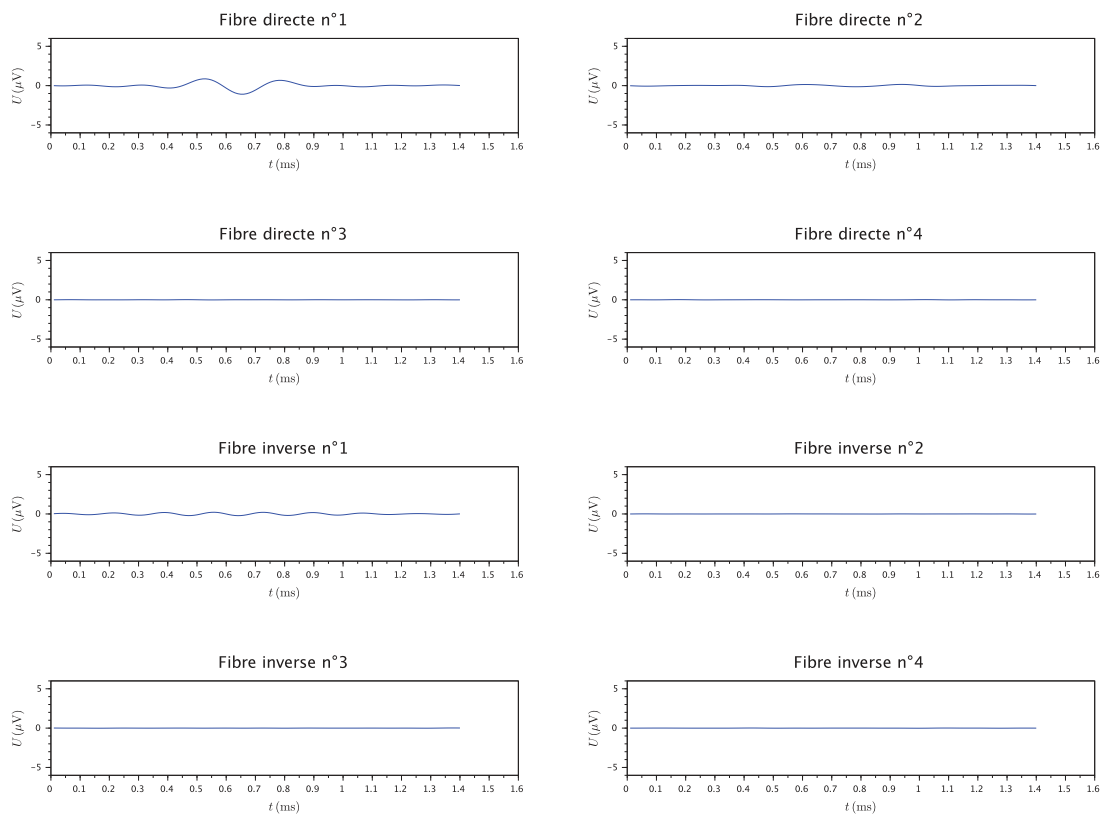 Fibre directe n°1
Fibre directe n°2
5
0
−5
U (μV)
0 0.1 0.2 0.3 0.4 0.5 0.6 0.7 0.8 0.9 1 1.1 1.2 1.3 1.4 1.5 1.6
t (ms)
5
0
−5
U (μV)
0 0.1 0.2 0.3 0.4 0.5 0.6 0.7 0.8 0.9 1 1.1 1.2 1.3 1.4 1.5 1.6
t (ms)
Fibre directe n°3
Fibre directe n°4
5
0
−5
U (μV)
0 0.1 0.2 0.3 0.4 0.5 0.6 0.7 0.8 0.9 1 1.1 1.2 1.3 1.4 1.5 1.6
t (ms)
5
0
−5
U (μV)
0 0.1 0.2 0.3 0.4 0.5 0.6 0.7 0.8 0.9 1 1.1 1.2 1.3 1.4 1.5 1.6
t (ms)
Fibre inverse n°1
Fibre inverse n°2
5
0
−5
U (μV)
0 0.1 0.2 0.3 0.4 0.5 0.6 0.7 0.8 0.9 1 1.1 1.2 1.3 1.4 1.5 1.6
t (ms)
5
0
−5
U (μV)
0 0.1 0.2 0.3 0.4 0.5 0.6 0.7 0.8 0.9 1 1.1 1.2 1.3 1.4 1.5 1.6
t (ms)
Fibre inverse n°3
Fibre inverse n°4
5
0
−5
U (μV)
0 0.1 0.2 0.3 0.4 0.5 0.6 0.7 0.8 0.9 1 1.1 1.2 1.3 1.4 1.5 1.6
t (ms)
5
0
−5
U (μV)
0 0.1 0.2 0.3 0.4 0.5 0.6 0.7 0.8 0.9 1 1.1 1.2 1.3 1.4 1.5 1.6
t (ms)